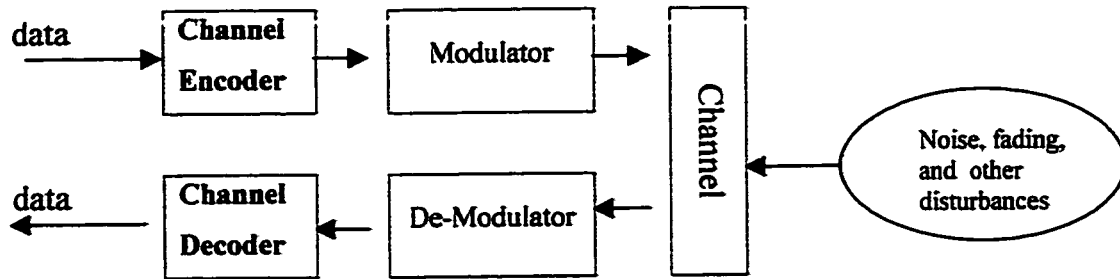 data
Channel
Encoder
Modulator
Channel
Noise, fading,
and other
disturbances
data
Channel
Decoder
De-Modulator